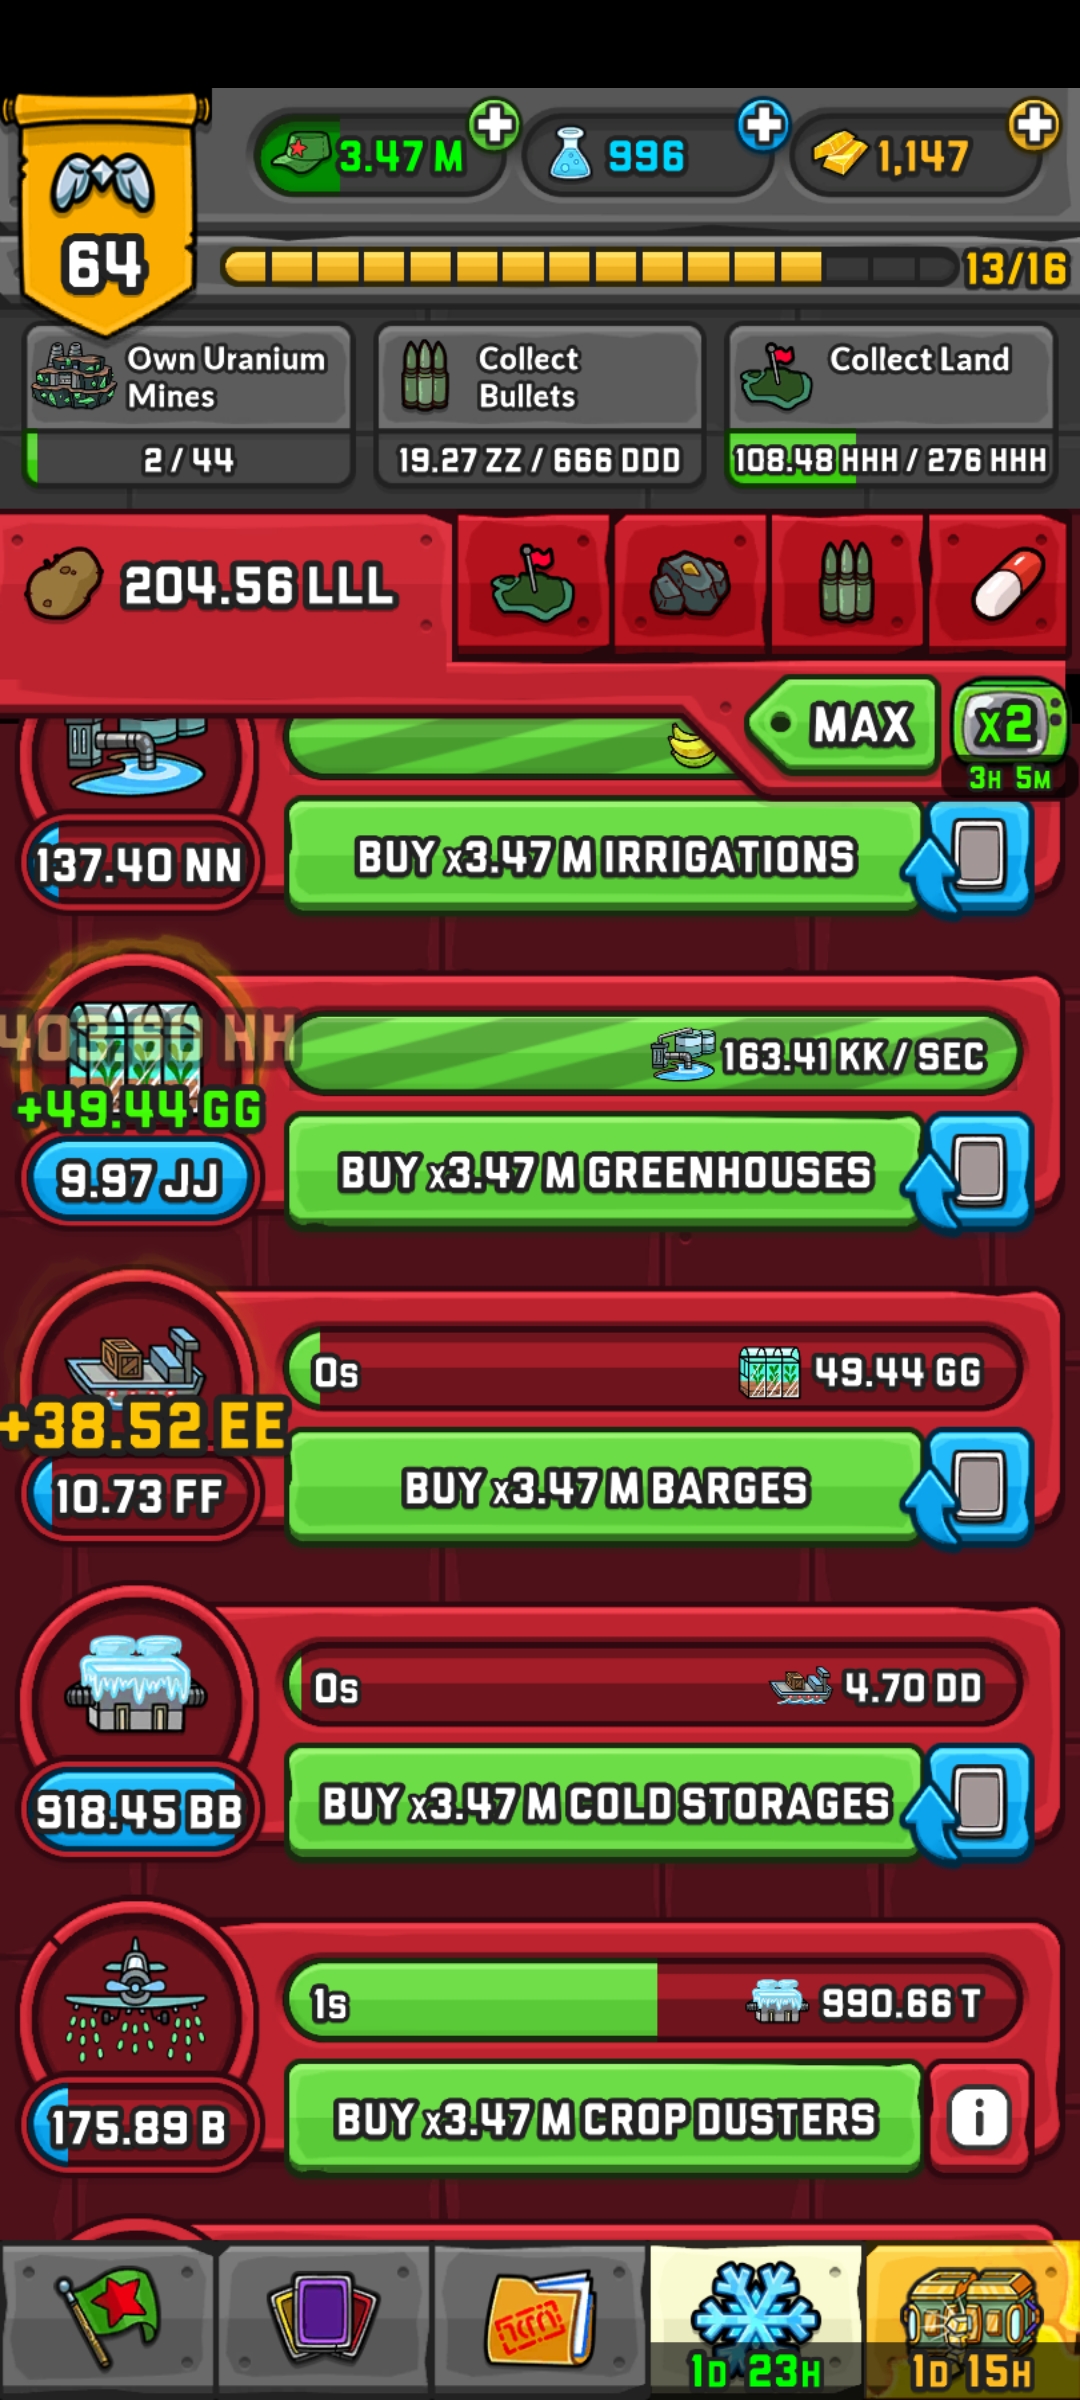 3.47 M
996
1,147
64
13/16
Own Uranium
Mines
2 / 44
Collect
Bullets
19.27 ZZ / 666 DDD
Collect Land
108.48 HHH / 276 HHH
204.56 LLL
MAX
x2
3H 5M
137.40 NN
BUY x3.47 M IRRIGATIONS
403.60 HH
163.41 KK / SEC
+49.44 GG
9.97 JJ
BUY x3.47 M GREENHOUSES
0s
49.44 GG
+38.52 EE
10.73 FF
BUY x3.47 M BARGES
0s
4.70 DD
918.45 BB
BUY x3.47 M COLD STORAGES
1s
990.66 T
175.89 B
BUY x3.47 M CROP DUSTERS
i
1D 23H
1D 15H